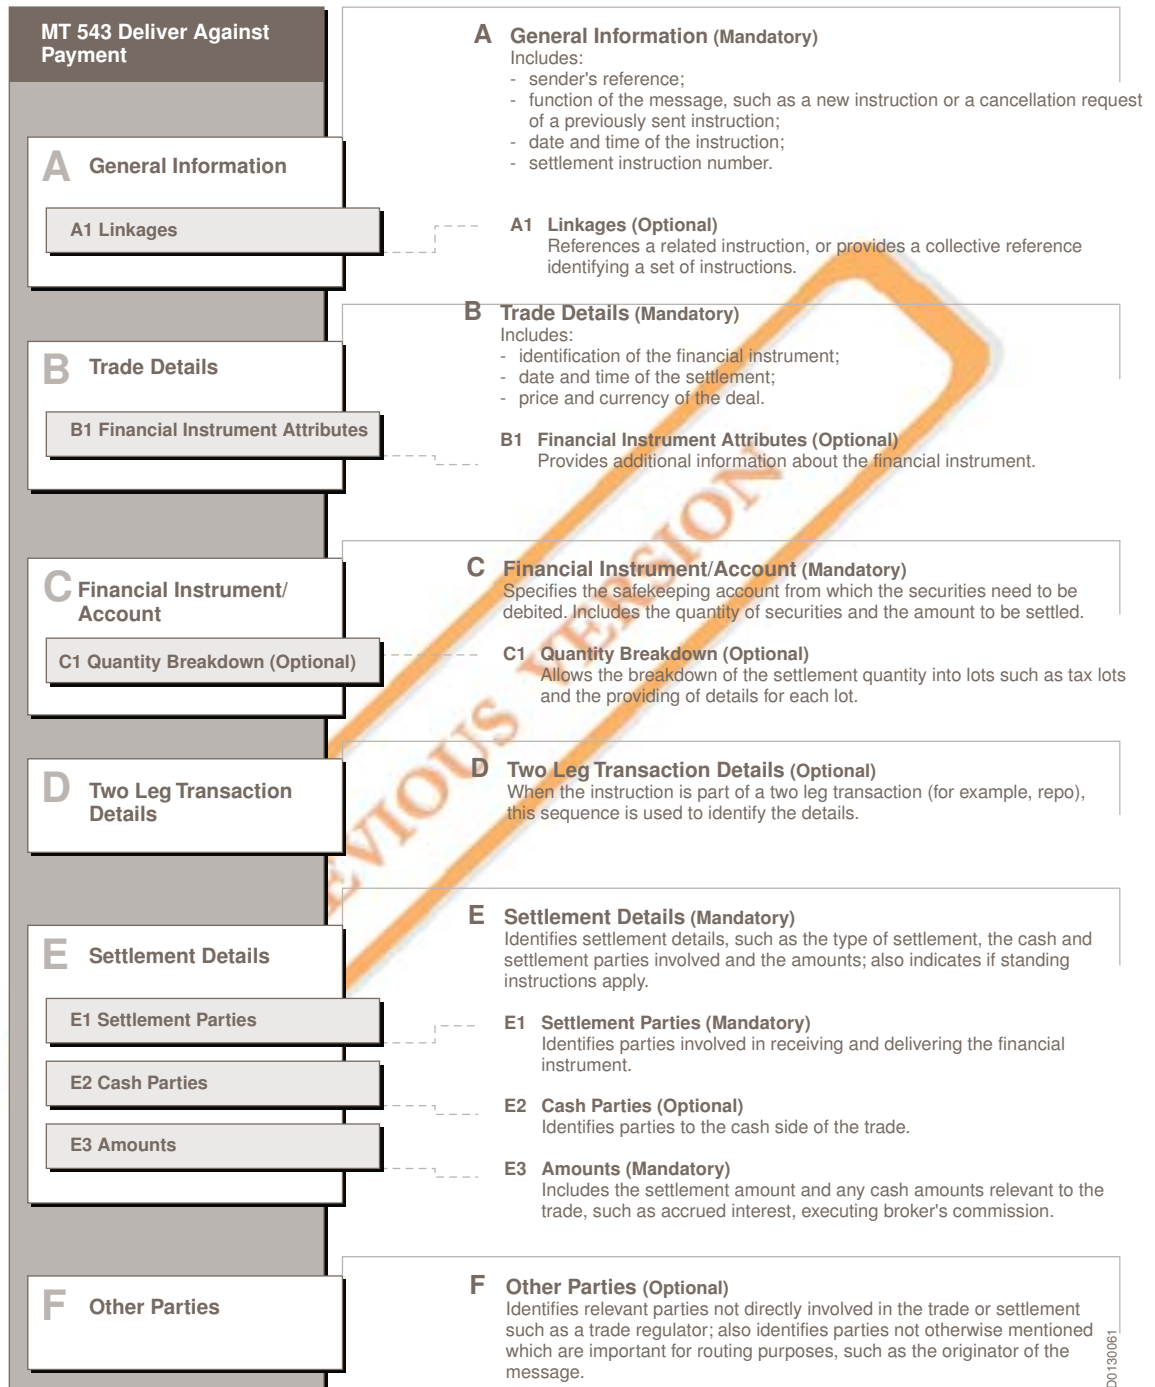 MT 543 Deliver Against
Payment
A General Information
A1 Linkages
B Trade Details
B1 Financial Instrument Attributes
C Financial Instrument/
Account
C1 Quantity Breakdown (Optional)
D Two Leg Transaction
Details
E Settlement Details
E1 Settlement Parties
E2 Cash Parties
E3 Amounts
F Other Parties
A General Information (Mandatory)
Includes:
- sender's reference;
- function of the message, such as a new instruction or a cancellation request
of a previously sent instruction;
- date and time of the instruction;
- settlement instruction number.
A1 Linkages (Optional)
References a related instruction, or provides a collective reference
identifying a set of instructions.
B Trade Details (Mandatory)
Includes:
- identification of the financial instrument;
- date and time of the settlement;
- price and currency of the deal.
B1 Financial Instrument Attributes (Optional)
Provides additional information about the financial instrument.
C Financial Instrument/Account (Mandatory)
Specifies the safekeeping account from which the securities need to be
debited. Includes the quantity of securities and the amount to be settled.
C1 Quantity Breakdown (Optional)
Allows the breakdown of the settlement quantity into lots such as tax lots
and the providing of details for each lot.
D Two Leg Transaction Details (Optional)
When the instruction is part of a two leg transaction (for example, repo),
this sequence is used to identify the details.
E Settlement Details (Mandatory)
Identifies settlement details, such as the type of settlement, the cash and
settlement parties involved and the amounts; also indicates if standing
instructions apply.
E1 Settlement Parties (Mandatory)
Identifies parties involved in receiving and delivering the financial
instrument.
E2 Cash Parties (Optional)
Identifies parties to the cash side of the trade.
E3 Amounts (Mandatory)
Includes the settlement amount and any cash amounts relevant to the
trade, such as accrued interest, executing broker's commission.
F Other Parties (Optional)
Identifies relevant parties not directly involved in the trade or settlement
such as a trade regulator; also identifies parties not otherwise mentioned
which are important for routing purposes, such as the originator of the
message.
D0130061
EVIOUS VERSION